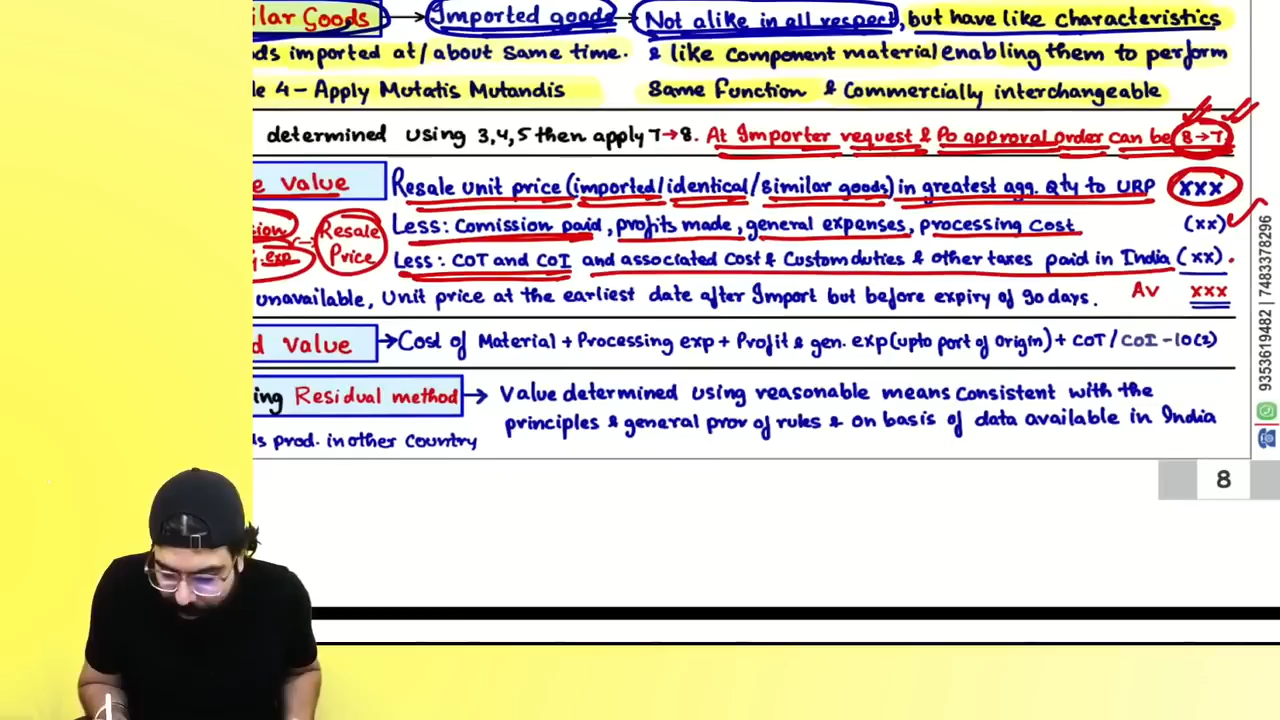 ilar Goods → Imported goods → Not alike in all respect, but have like characteristics
ods imported at/about same time. & like component material enabling them to perform
le 4 - Apply Mutatis Mutandis same function & Commercially interchangeable
determined using 3,4,5 then apply 7→8. At Importer request & Po approval order can be 8→7.
e value Resale unit price (imported/identical/similar goods) in greatest agg. Qty to URP xxx
Resale Price Less: Comission paid, profits made, general expenses, processing cost (xx)
exp Less: COT and COI and associated cost & Custom duties & other taxes paid in India (xx).
unavailable, Unit price at the earliest date after Import but before expiry of 90 days. AV xxx
d value → Cost of Material + Processing exp + Profit & gen. exp (upto port of origin) + COT / COI - 10(2)
ing Residual method → Value determined using reasonable means consistent with the
principles & general prov of rules & on basis of data available in India
ds prod. in other country
8
9353619482 | 7483378296